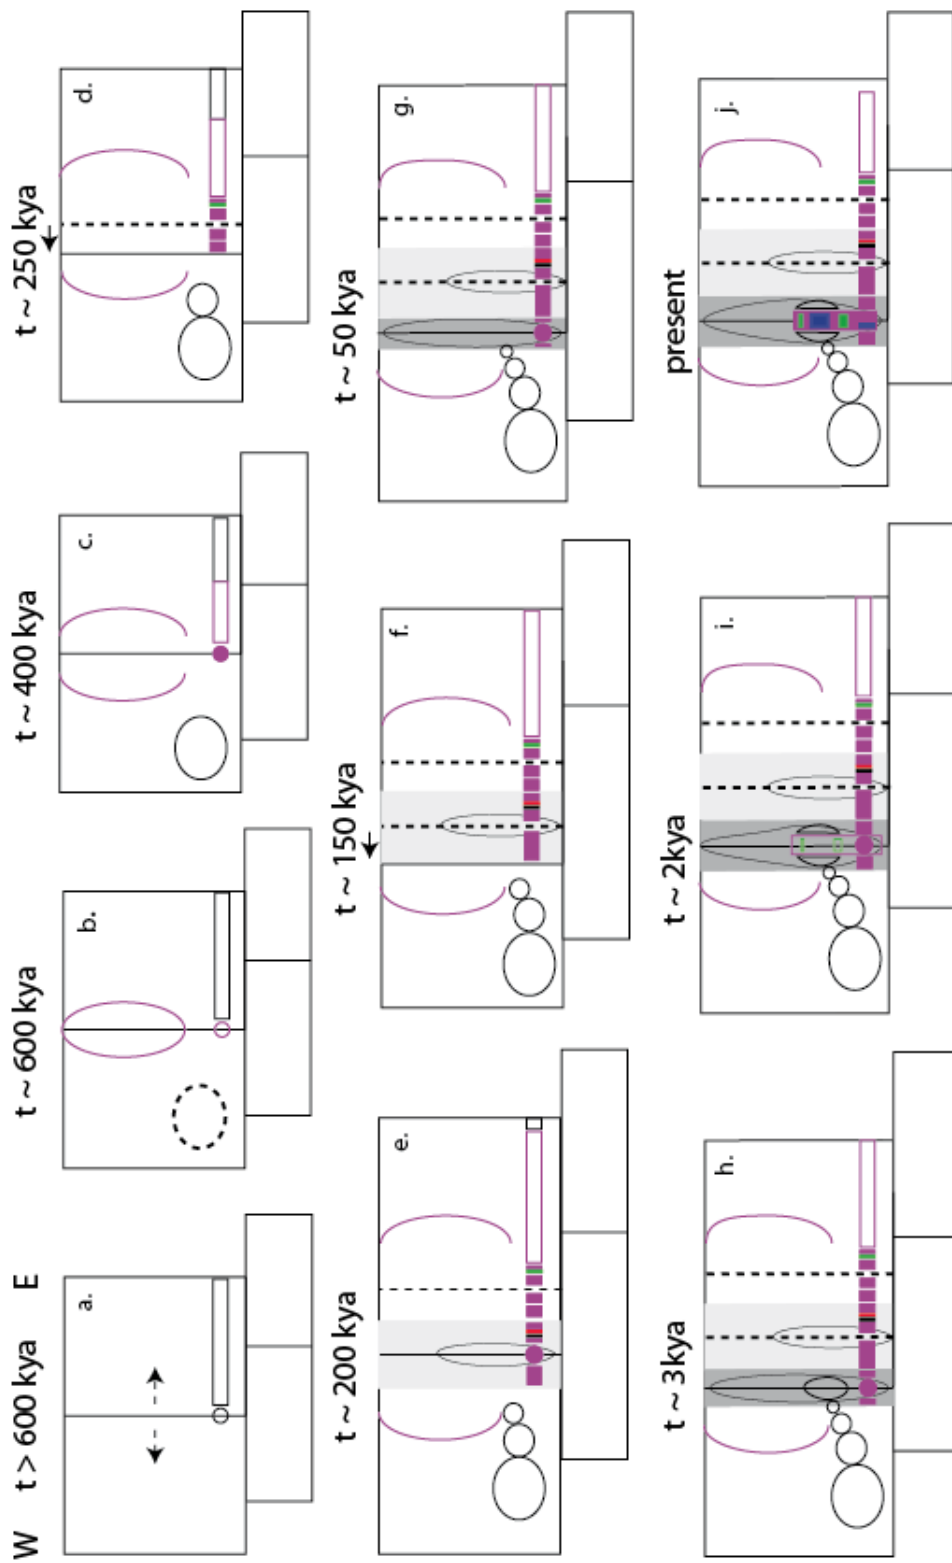 W t > 600 kya E
a.
t ~ 600 kya
b.
t ~ 400 kya
c.
t ~ 250 kya
d.
t ~ 200 kya
e.
t ~ 150 kya
f.
t ~ 50 kya
g.
t ~ 3kya
h.
t ~ 2kya
i.
present
j.